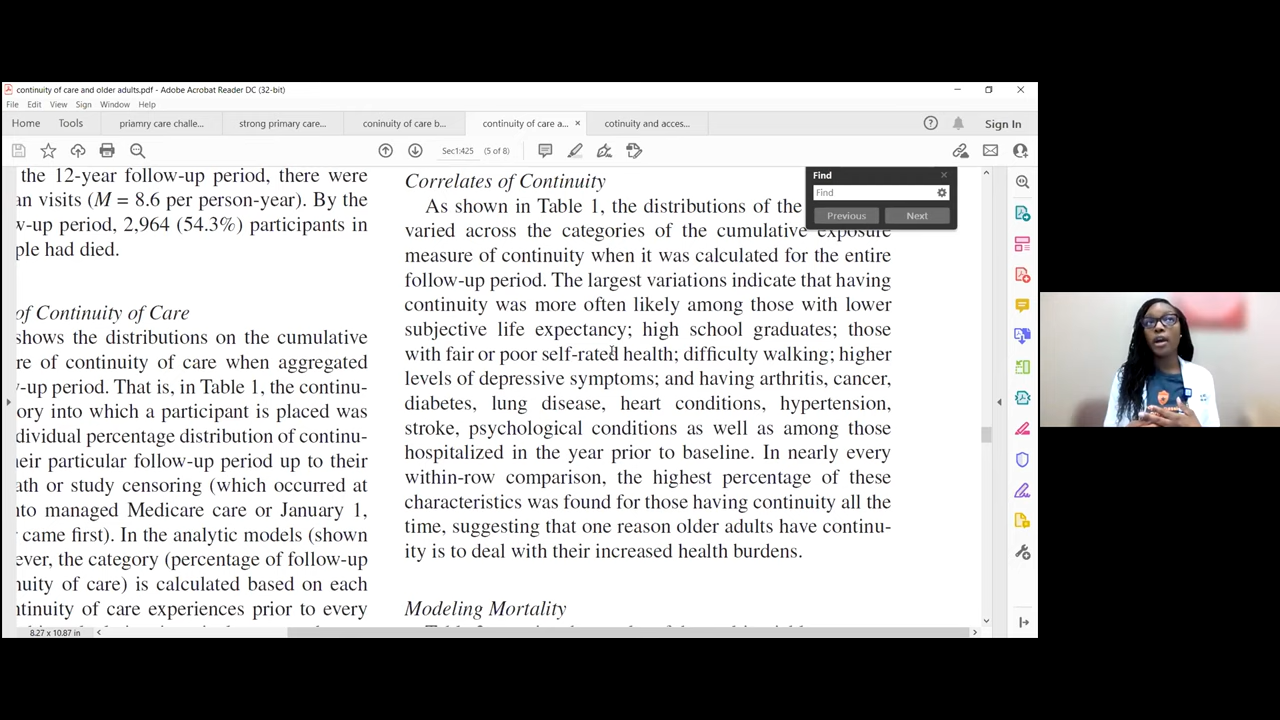 continuity of care and older adults.pdf - Adobe Acrobat Reader DC (32-bit)
File Edit View Sign Window Help
Home Tools priamry care challe... strong primary care... coninuity of care b... continuity of care a... × cotinuity and acces... Sign In
Sec1:425 (5 of 8)
the 12-year follow-up period, there were
an visits (M = 8.6 per person-year). By the
w-up period, 2,964 (54.3%) participants in
ple had died.
of Continuity of Care
shows the distributions on the cumulative
re of continuity of care when aggregated
v-up period. That is, in Table 1, the continu-
ory into which a participant is placed was
dividual percentage distribution of continu-
heir particular follow-up period up to their
ath or study censoring (which occurred at
nto managed Medicare care or January 1,
r came first). In the analytic models (shown
ever, the category (percentage of follow-up
nuity of care) is calculated based on each
ntinuity of care experiences prior to every
Correlates of Continuity
As shown in Table 1, the distributions of the
varied across the categories of the cumulative exposure
measure of continuity when it was calculated for the entire
follow-up period. The largest variations indicate that having
continuity was more often likely among those with lower
subjective life expectancy; high school graduates; those
with fair or poor self-rated health; difficulty walking; higher
levels of depressive symptoms; and having arthritis, cancer,
diabetes, lung disease, heart conditions, hypertension,
stroke, psychological conditions as well as among those
hospitalized in the year prior to baseline. In nearly every
within-row comparison, the highest percentage of these
characteristics was found for those having continuity all the
time, suggesting that one reason older adults have continu-
ity is to deal with their increased health burdens.
Modeling Mortality
Find
Find
Previous Next
8.27 x 10.87 in